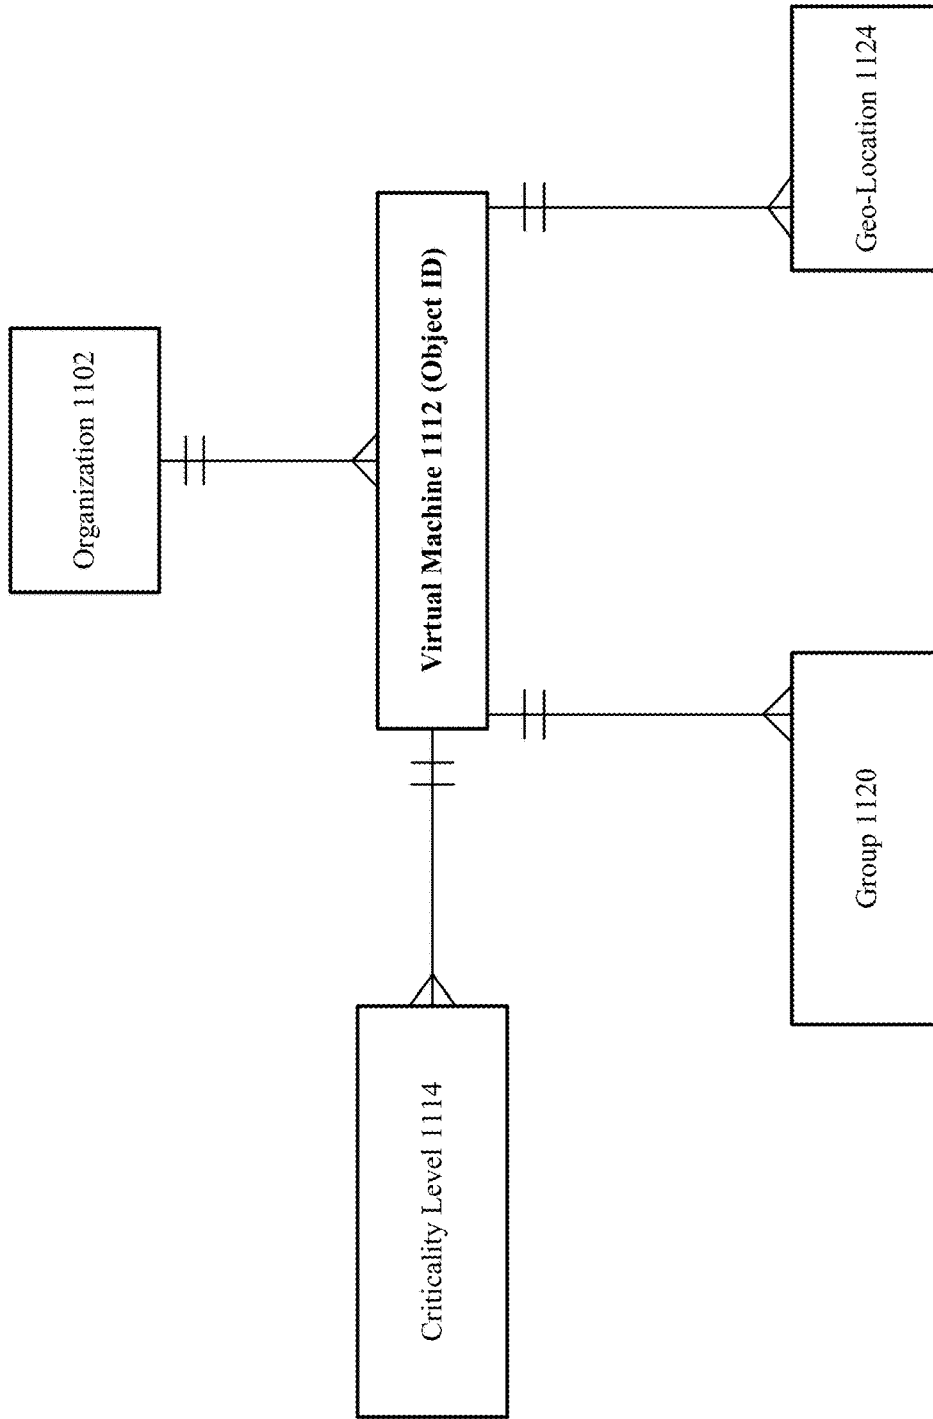 Organization 1102
Virtual Machine 1112 (Object ID)
Geo-Location 1124
Criticality Level 1114
Group 1120